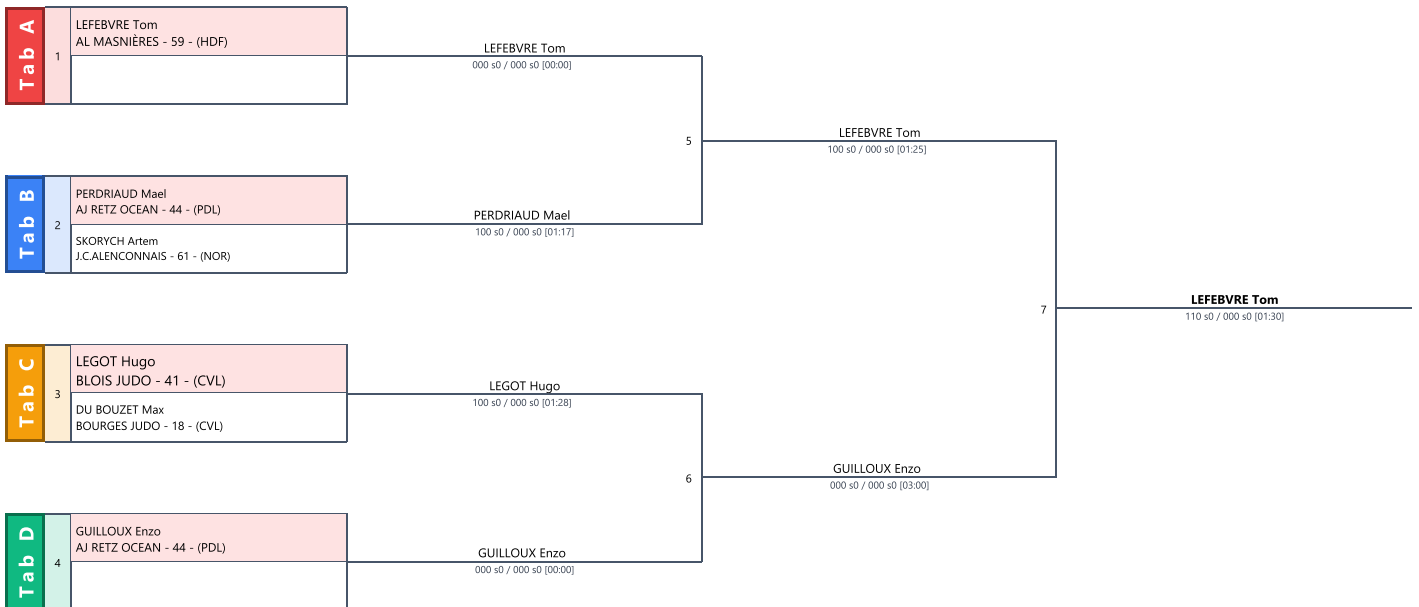 Tab A
1
LEFEBVRE Tom
AL MASNIÈRES - 59 - (HDF)
LEFEBVRE Tom
000 s0 / 000 s0 [00:00]
5
LEFEBVRE Tom
100 s0 / 000 s0 [01:25]
Tab B
2
PERDRIAUD Mael
AJ RETZ OCEAN - 44 - (PDL)
SKORYCH Artem
J.C.ALENCONNAIS - 61 - (NOR)
PERDRIAUD Mael
100 s0 / 000 s0 [01:17]
7
LEFEBVRE Tom
110 s0 / 000 s0 [01:30]
Tab C
3
LEGOT Hugo
BLOIS JUDO - 41 - (CVL)
DU BOUZET Max
BOURGES JUDO - 18 - (CVL)
LEGOT Hugo
100 s0 / 000 s0 [01:28]
6
GUILLOUX Enzo
000 s0 / 000 s0 [03:00]
Tab D
4
GUILLOUX Enzo
AJ RETZ OCEAN - 44 - (PDL)
GUILLOUX Enzo
000 s0 / 000 s0 [00:00]